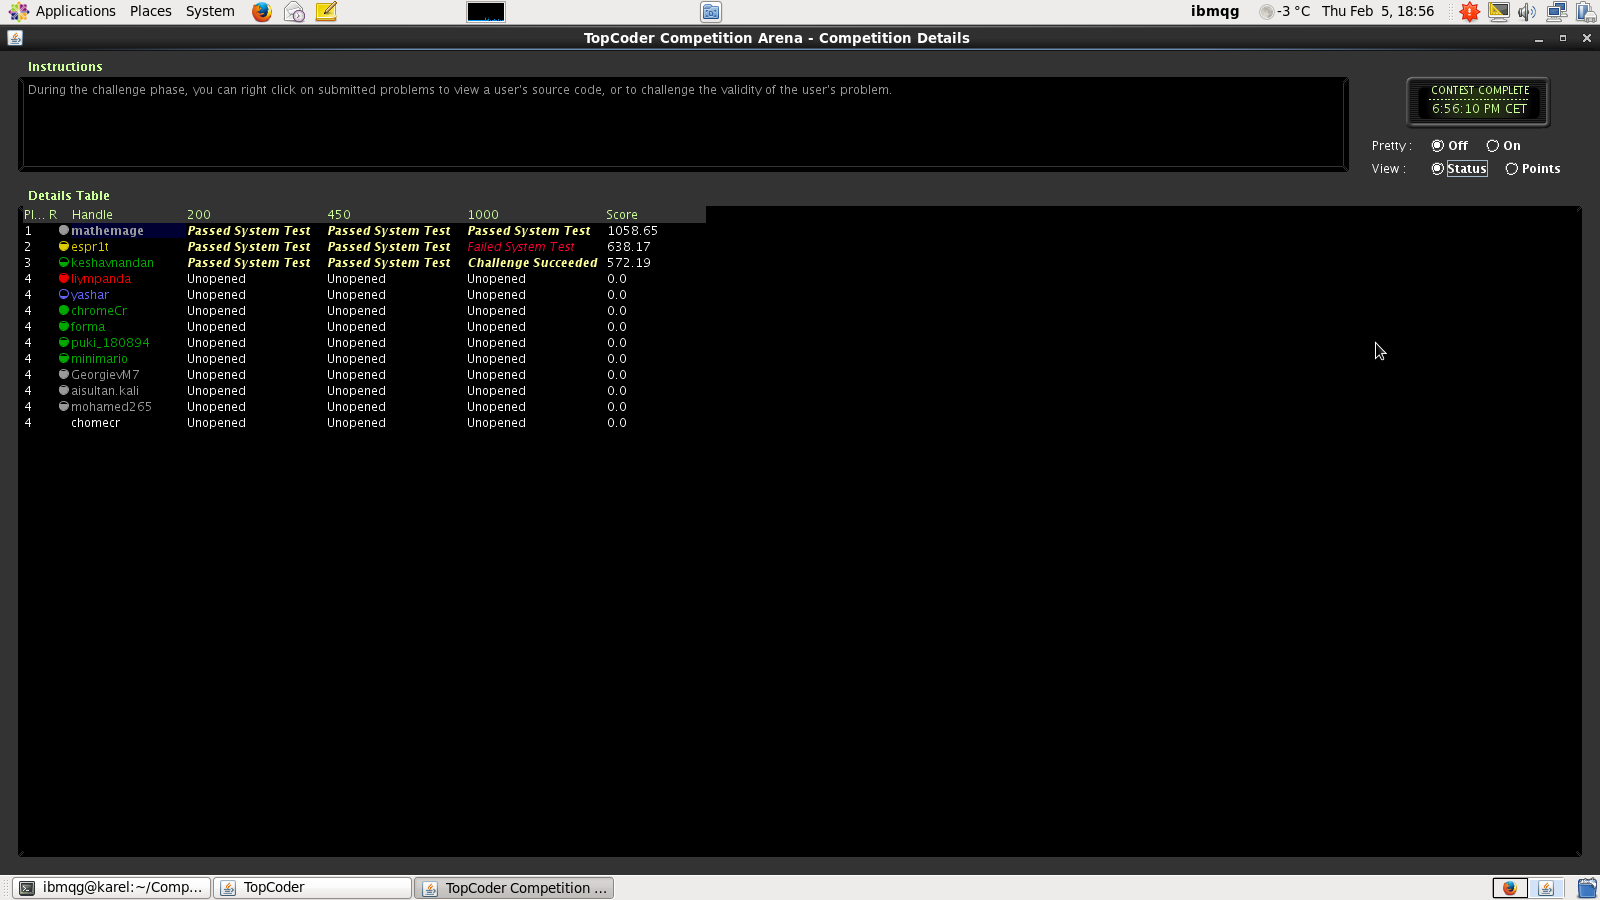 Applications Places System ibmqg -3 °C Thu Feb 5, 18:56
TopCoder Competition Arena - Competition Details
Instructions
During the challenge phase, you can right click on submitted problems to view a user's source code, or to challenge the validity of the user's problem.
CONTEST COMPLETE
6:56:10 PM CET
Pretty : Off On
View : Status Points
Details Table
Pl... R Handle 200 450 1000 Score
1 mathemage Passed System Test Passed System Test Passed System Test 1058.65
2 espr1t Passed System Test Passed System Test Failed System Test 638.17
3 keshavnandan Passed System Test Passed System Test Challenge Succeeded 572.19
4 liympanda Unopened Unopened Unopened 0.0
4 yashar Unopened Unopened Unopened 0.0
4 chromeCr Unopened Unopened Unopened 0.0
4 forma Unopened Unopened Unopened 0.0
4 puki_180894 Unopened Unopened Unopened 0.0
4 minimario Unopened Unopened Unopened 0.0
4 GeorgievM7 Unopened Unopened Unopened 0.0
4 aisultan.kali Unopened Unopened Unopened 0.0
4 mohamed265 Unopened Unopened Unopened 0.0
4 chomecr Unopened Unopened Unopened 0.0
ibmqg@karel:~/Comp... TopCoder TopCoder Competition ...